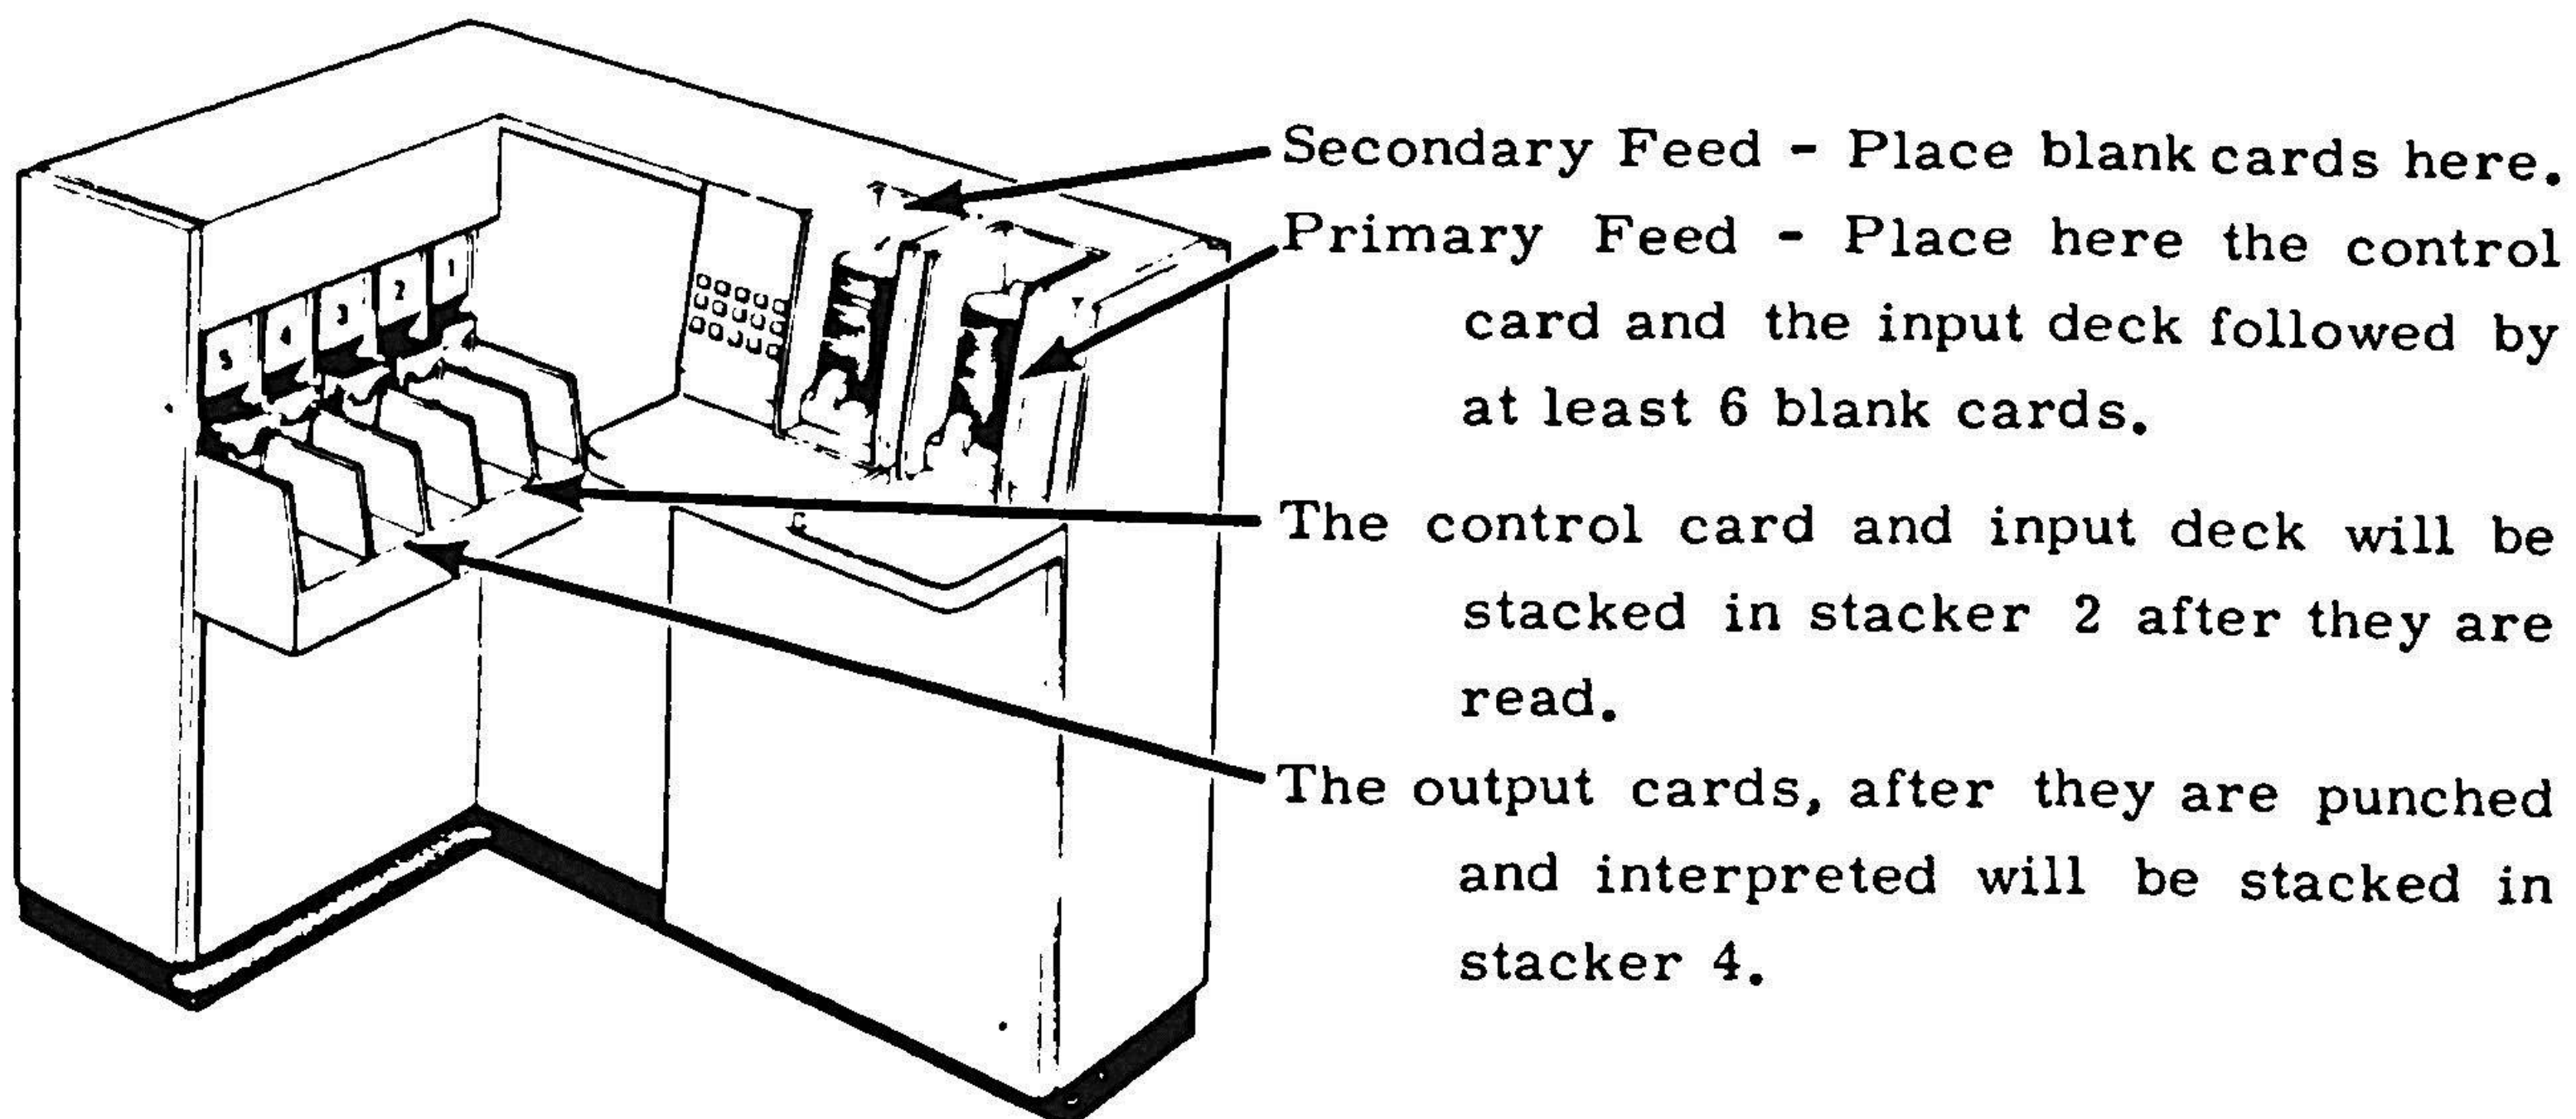 Secondary Feed - Place blank cards here.
Primary Feed - Place here the control
card and the input deck followed by
at least 6 blank cards.
The control card and input deck will be
stacked in stacker 2 after they are
read.
The output cards, after they are punched
and interpreted will be stacked in
stacker 4.
5 4 3 2 1